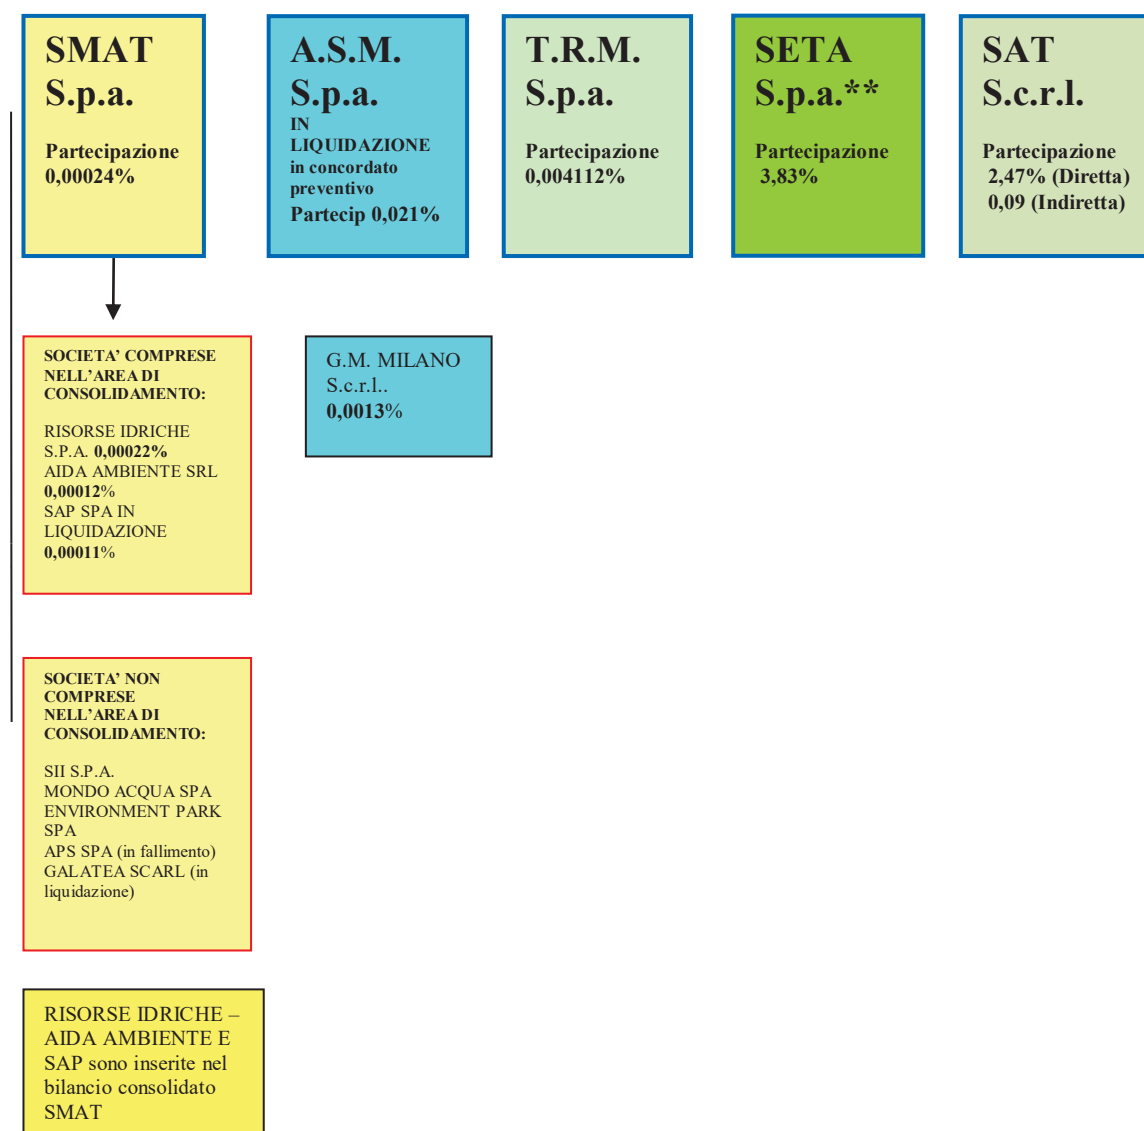 SMAT
S.p.a.
Partecipazione
0,00024%
A.S.M.
S.p.a.
IN
LIQUIDAZIONE
in concordato
preventivo
Partecip 0,021%
T.R.M.
S.p.a.
Partecipazione
0,004112%
SETA
S.p.a.**
Partecipazione
3,83%
SAT
S.c.r.l.
Partecipazione
2,47% (Diretta)
0,09 (Indiretta)
SOCIETA’ COMPRESE
NELL’AREA DI
CONSOLIDAMENTO:
RISORSE IDRICHE
S.P.A. 0,00022%
AIDA AMBIENTE SRL
0,00012%
SAP SPA IN
LIQUIDAZIONE
0,00011%
G.M. MILANO
S.c.r.l..
0,0013%
SOCIETA’ NON
COMPRESE
NELL’AREA DI
CONSOLIDAMENTO:
SII S.P.A.
MONDO ACQUA SPA
ENVIRONMENT PARK
SPA
APS SPA (in fallimento)
GALATEA SCARL (in
liquidazione)
RISORSE IDRICHE –
AIDA AMBIENTE E
SAP sono inserite nel
bilancio consolidato
SMAT